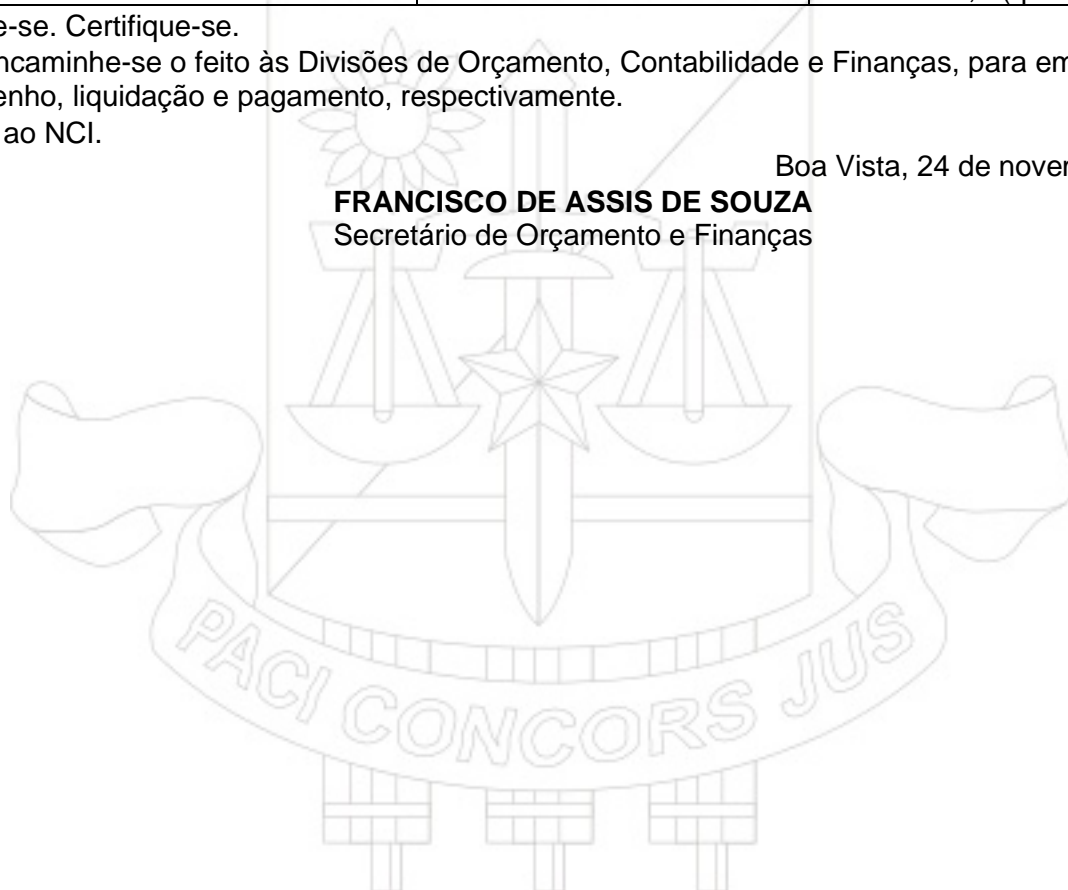 e-se. Certifique-se.
ncaminhe-se o feito às Divisões de Orçamento, Contabilidade e Finanças, para em
enho, liquidação e pagamento, respectivamente.
ao NCI.
Boa Vista, 24 de nover
FRANCISCO DE ASSIS DE SOUZA
Secretário de Orçamento e Finanças
PACI CONCORS JUS